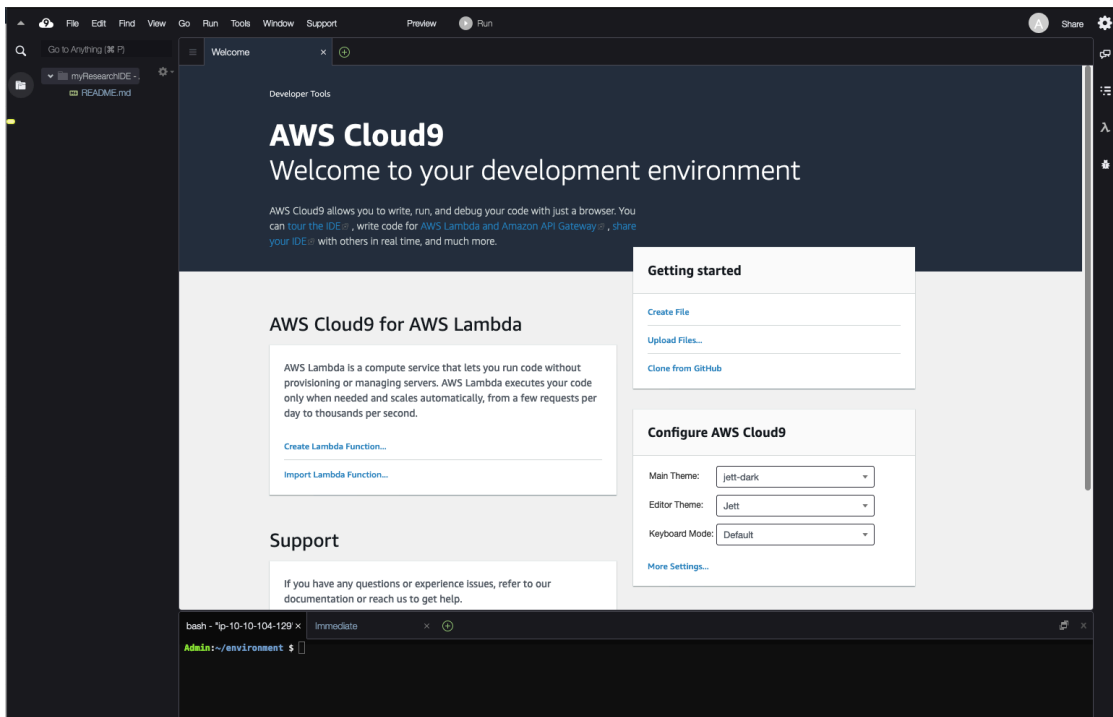 File Edit Find View Go Run Tools Window Support Preview Run A Share
Go to Anything (⌘ P)
Welcome
myResearchIDE - .
README.md
Developer Tools
AWS Cloud9
Welcome to your development environment
AWS Cloud9 allows you to write, run, and debug your code with just a browser. You
can tour the IDE , write code for AWS Lambda and Amazon API Gateway , share
your IDE with others in real time, and much more.
Getting started
Create File
Upload Files...
Clone from GitHub
AWS Cloud9 for AWS Lambda
AWS Lambda is a compute service that lets you run code without
provisioning or managing servers. AWS Lambda executes your code
only when needed and scales automatically, from a few requests per
day to thousands per second.
Create Lambda Function...
Import Lambda Function...
Configure AWS Cloud9
Main Theme: jett-dark
Editor Theme: Jett
Keyboard Mode: Default
More Settings...
Support
If you have any questions or experience issues, refer to our
documentation or reach us to get help.
bash - "ip-10-10-104-129' Immediate
Admin:~/environment $